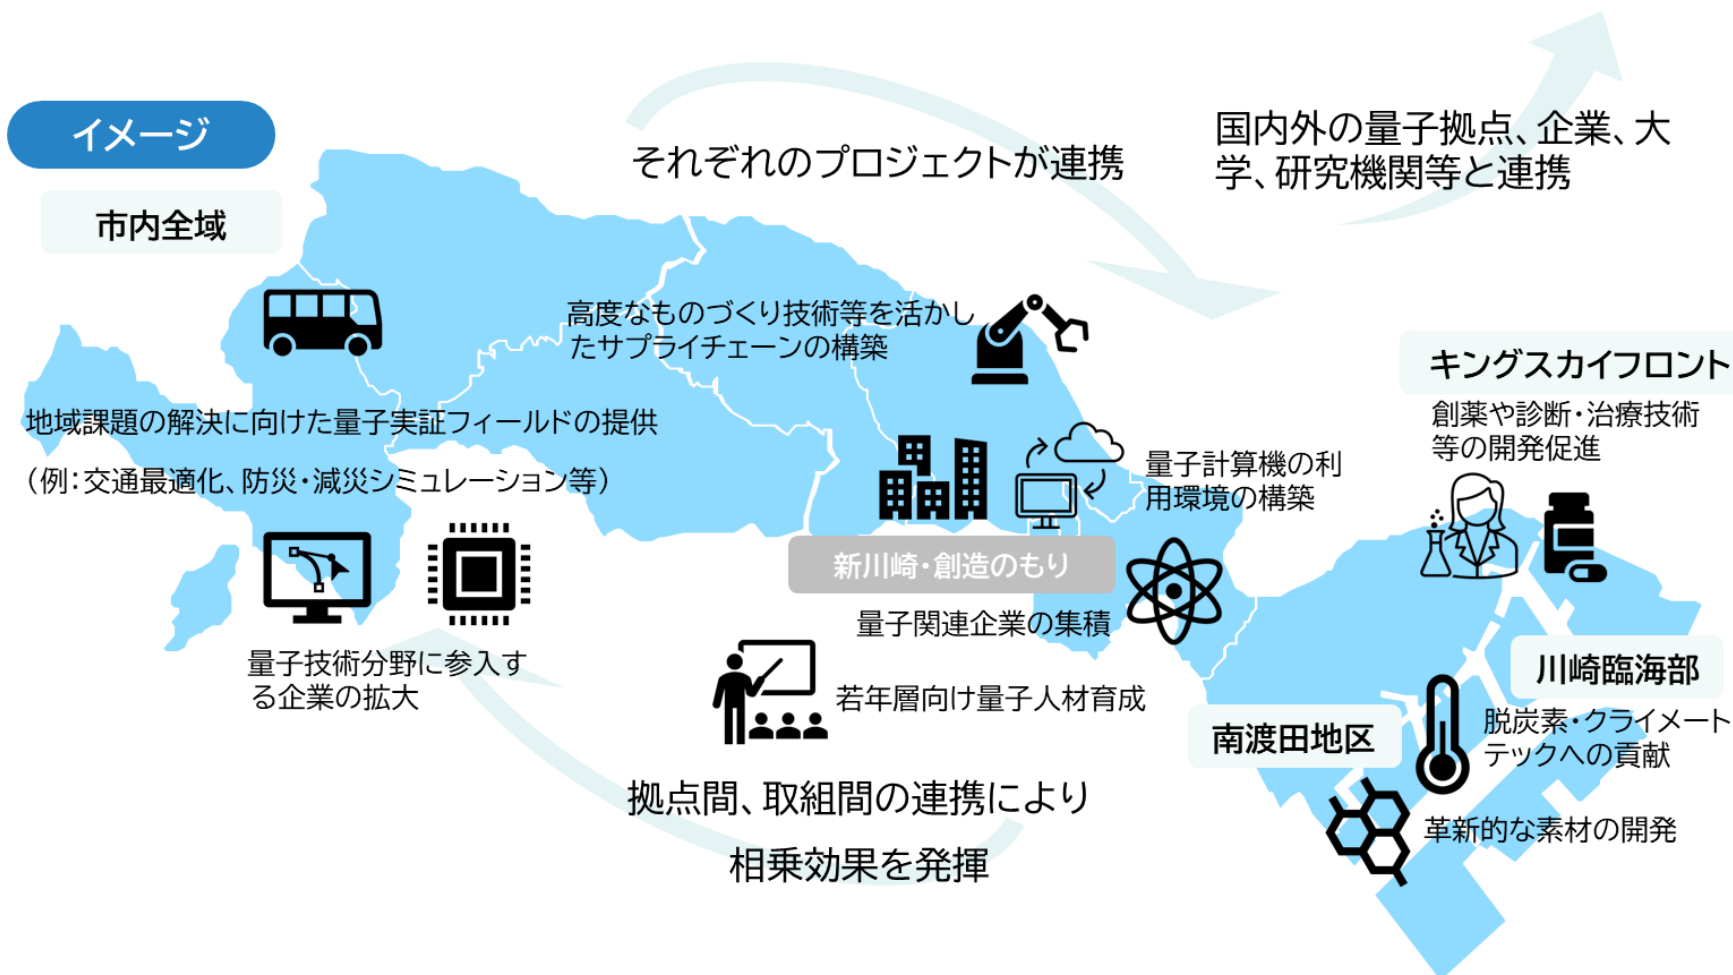 イメージ
市内全域
それぞれのプロジェクトが連携
国内外の量子拠点、企業、大
学、研究機関等と連携
高度なものづくり技術等を活かし
たサプライチェーンの構築
地域課題の解決に向けた量子実証フィールドの提供
（例：交通最適化、防災・減災シミュレーション等）
量子技術分野に参入す
る企業の拡大
量子計算機の利
用環境の構築
新川崎・創造のもり
量子関連企業の集積
若年層向け量子人材育成
拠点間、取組間の連携により
相乗効果を発揮
キングスカイフロント
創薬や診断・治療技術
等の開発促進
川崎臨海部
脱炭素・クライメート
テックへの貢献
南渡田地区
革新的な素材の開発